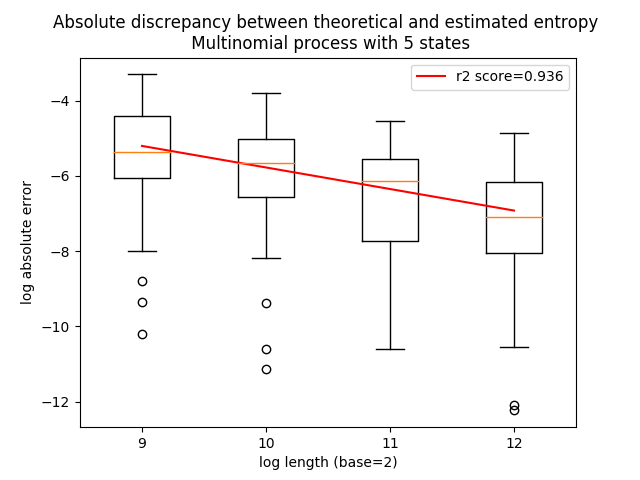 Absolute discrepancy between theoretical and estimated entropy
Multinomial process with 5 states
r2 score=0.936
log absolute error
−4
−6
−8
−10
−12
9 10 11 12
log length (base=2)